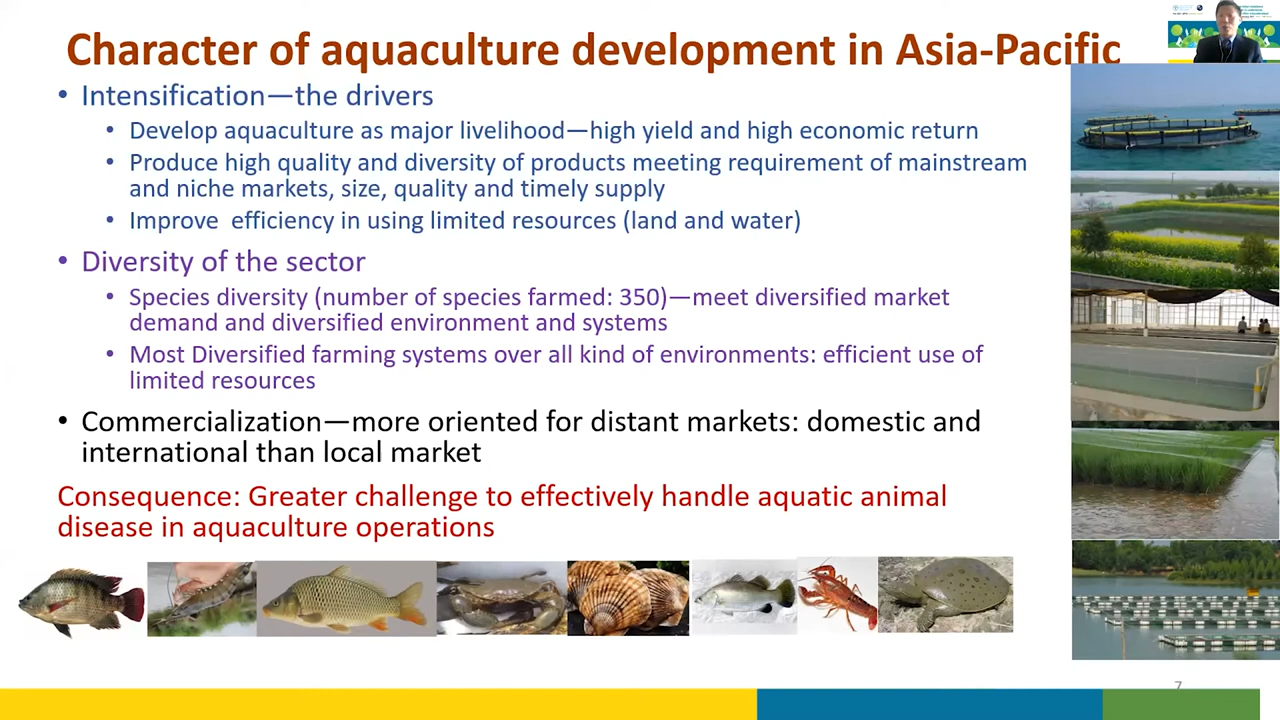 Character of aquaculture development in Asia-Pacific
• Intensification—the drivers
• Develop aquaculture as major livelihood—high yield and high economic return
• Produce high quality and diversity of products meeting requirement of mainstream
and niche markets, size, quality and timely supply
• Improve efficiency in using limited resources (land and water)
• Diversity of the sector
• Species diversity (number of species farmed: 350)—meet diversified market
demand and diversified environment and systems
• Most Diversified farming systems over all kind of environments: efficient use of
limited resources
• Commercialization—more oriented for distant markets: domestic and
international than local market
Consequence: Greater challenge to effectively handle aquatic animal
disease in aquaculture operations
7